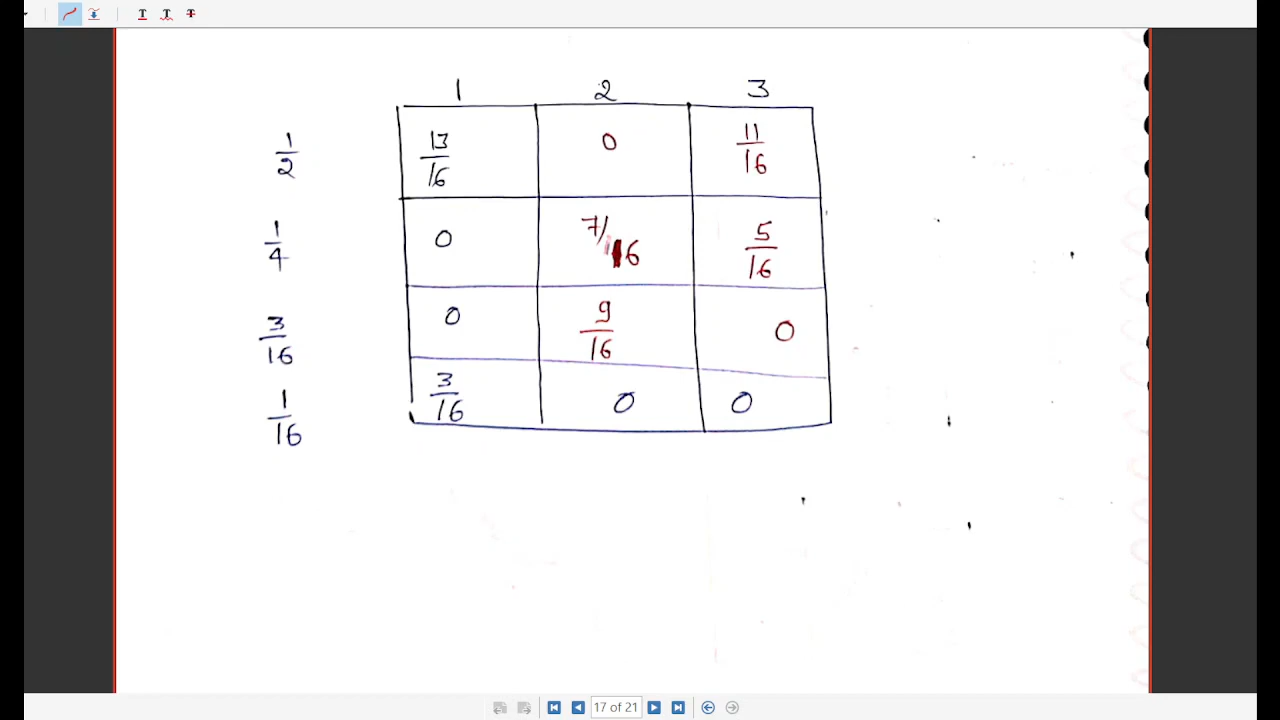 1 2 3
1/2 13/16 0 11/16
1/4 0 7/16 5/16
3/16 0 9/16 0
1/16 3/16 0 0
T T T
17 of 21